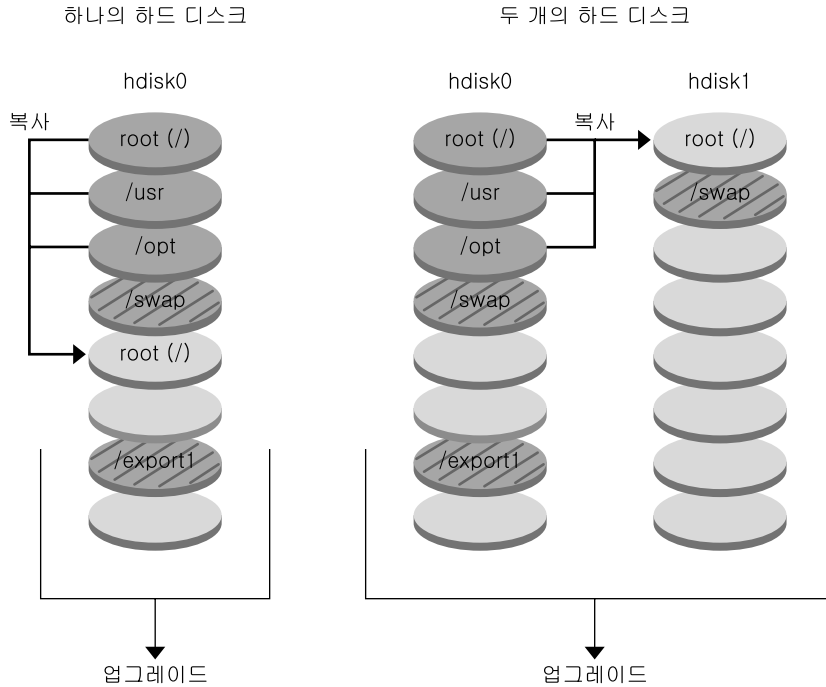 하나의 하드 디스크
hdisk0
복사
root (/)
/usr
/opt
/swap
root (/)
/export1
업그레이드
두 개의 하드 디스크
hdisk0
hdisk1
복사
root (/)
/usr
/opt
/swap
/export1
root (/)
/swap
업그레이드